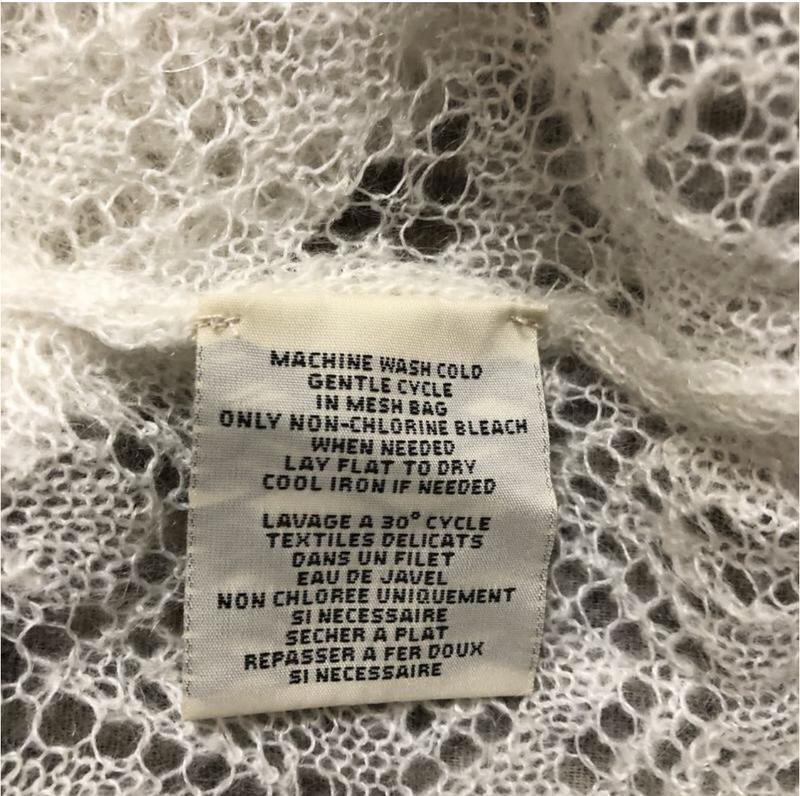 MACHINE WASH COLD
GENTLE CYCLE
IN MESH BAG
ONLY NON-CHLORINE BLEACH
WHEN NEEDED
LAY FLAT TO DRY
COOL IRON IF NEEDED
LAVAGE A 30° CYCLE
TEXTILES DELICATS
DANS UN FILET
EAU DE JAVEL
NON CHLOREE UNIQUEMENT
SI NECESSAIRE
SECHER A PLAT
REPASSER A FER DOUX
SI NECESSAIRE